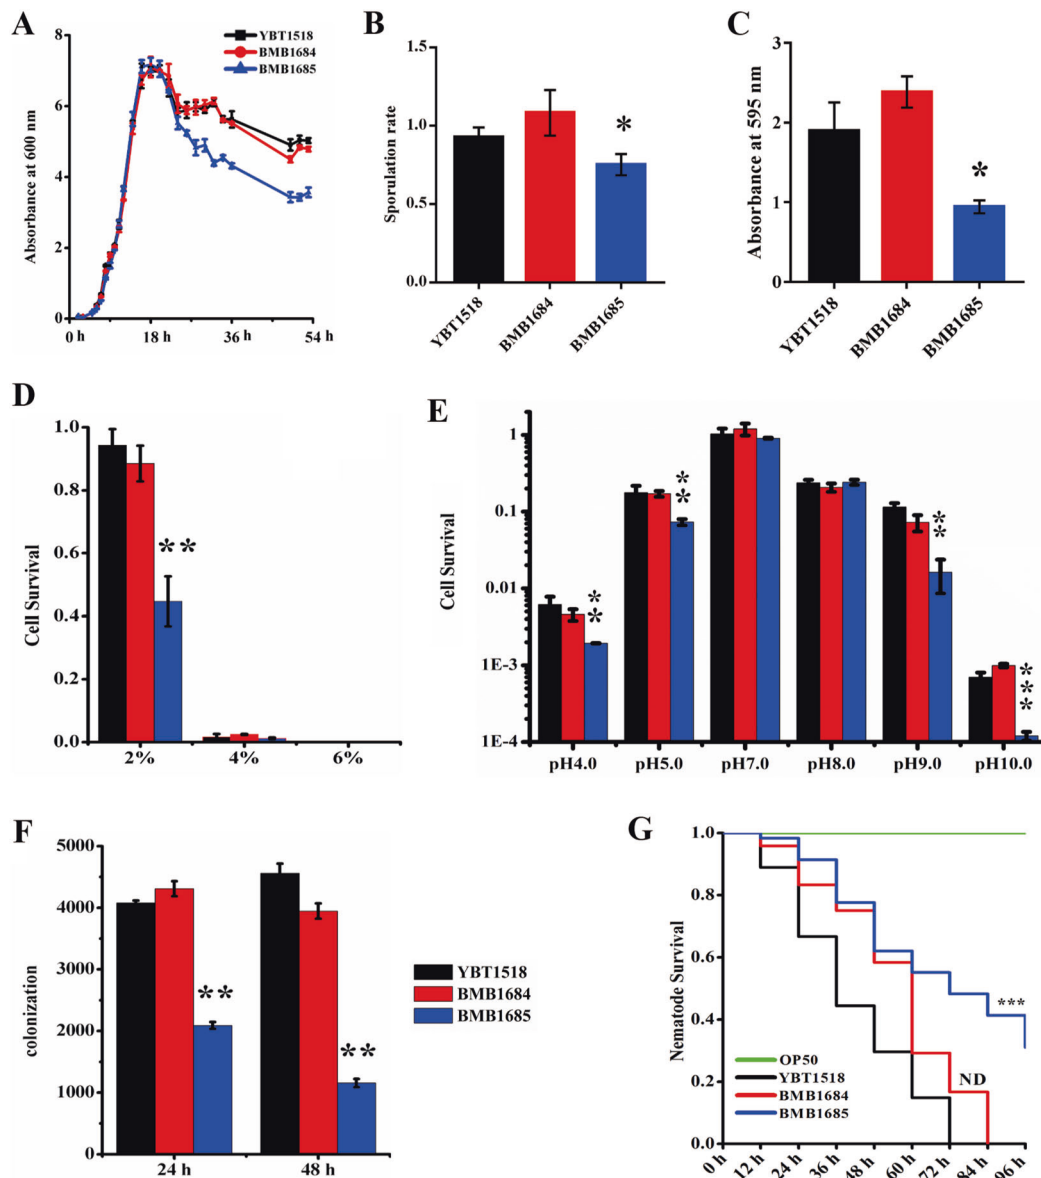 A
YBT1518
BMB1684
BMB1685
Absorbance at 600 nm
8
6
4
2
0
0 h
18 h
36 h
54 h
B
Sporulation rate
1.5
1.0
0.5
0.0
*
YBT1518
BMB1684
BMB1685
C
Absorbance at 595 nm
3
2
1
0
*
YBT1518
BMB1684
BMB1685
D
Cell Survival
1.0
0.8
0.6
0.4
0.2
0.0
**
2%
4%
6%
E
Cell Survival
1
0.1
0.01
1E-3
1E-4
**
**
**
***
pH4.0
pH5.0
pH7.0
pH8.0
pH9.0
pH10.0
F
colonization
5000
4000
3000
2000
1000
0
**
**
24 h
48 h
YBT1518
BMB1684
BMB1685
G
Nematode Survival
1.0
0.8
0.6
0.4
0.2
0.0
***
ND
OP50
YBT1518
BMB1684
BMB1685
0 h
12 h
24 h
36 h
48 h
60 h
72 h
84 h
96 h